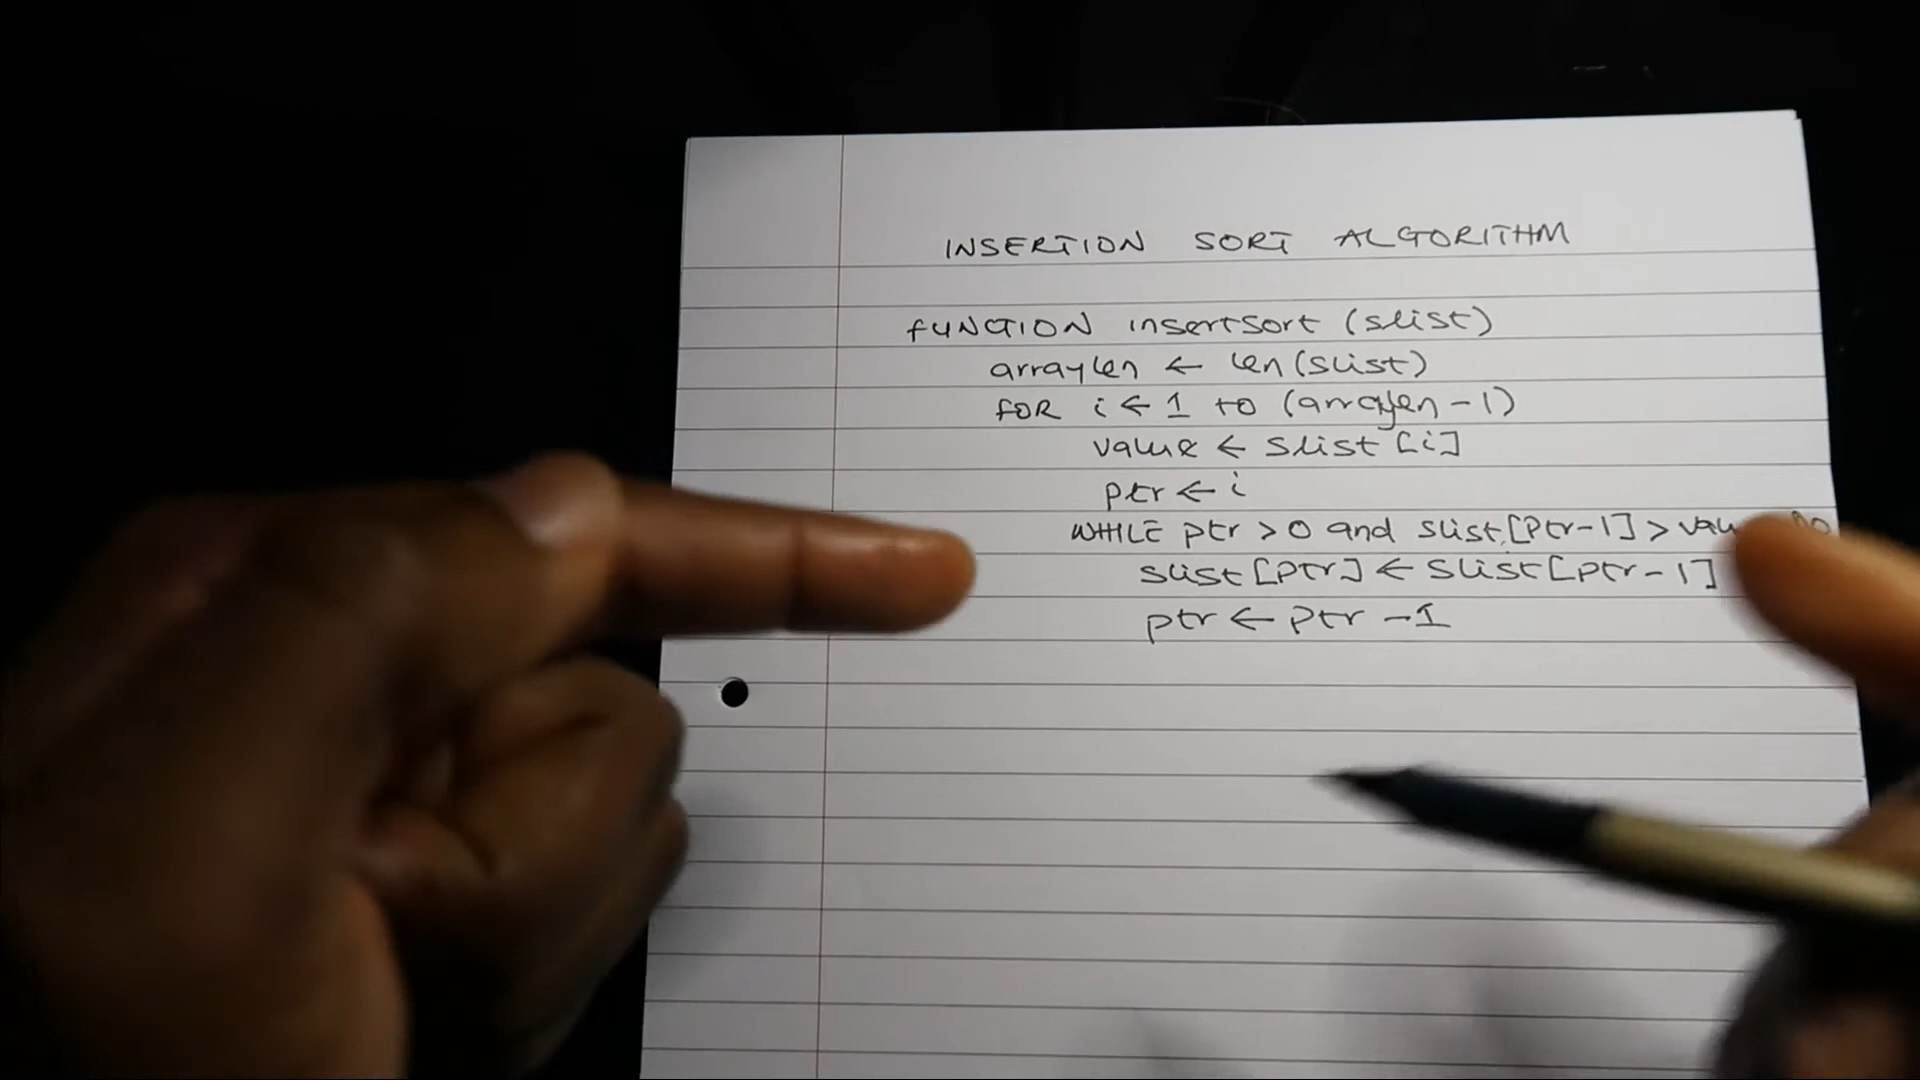 INSERTION SORT ALGORITHM
FUNCTION insertsort (slist)
arraylen ← len(slist)
FOR i ← 1 to (arraylen - 1)
value ← slist [i]
ptr ← i
WHILE ptr > 0 and slist[ptr-1] >
slist[ptr] ← slist[ptr-1]
ptr ← ptr -1